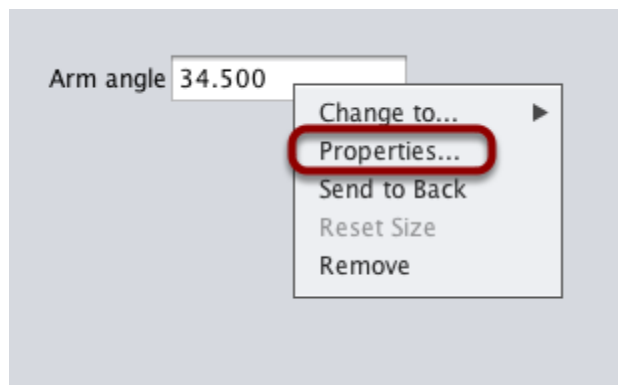 Arm angle 34.500
Change to...
Properties...
Send to Back
Reset Size
Remove